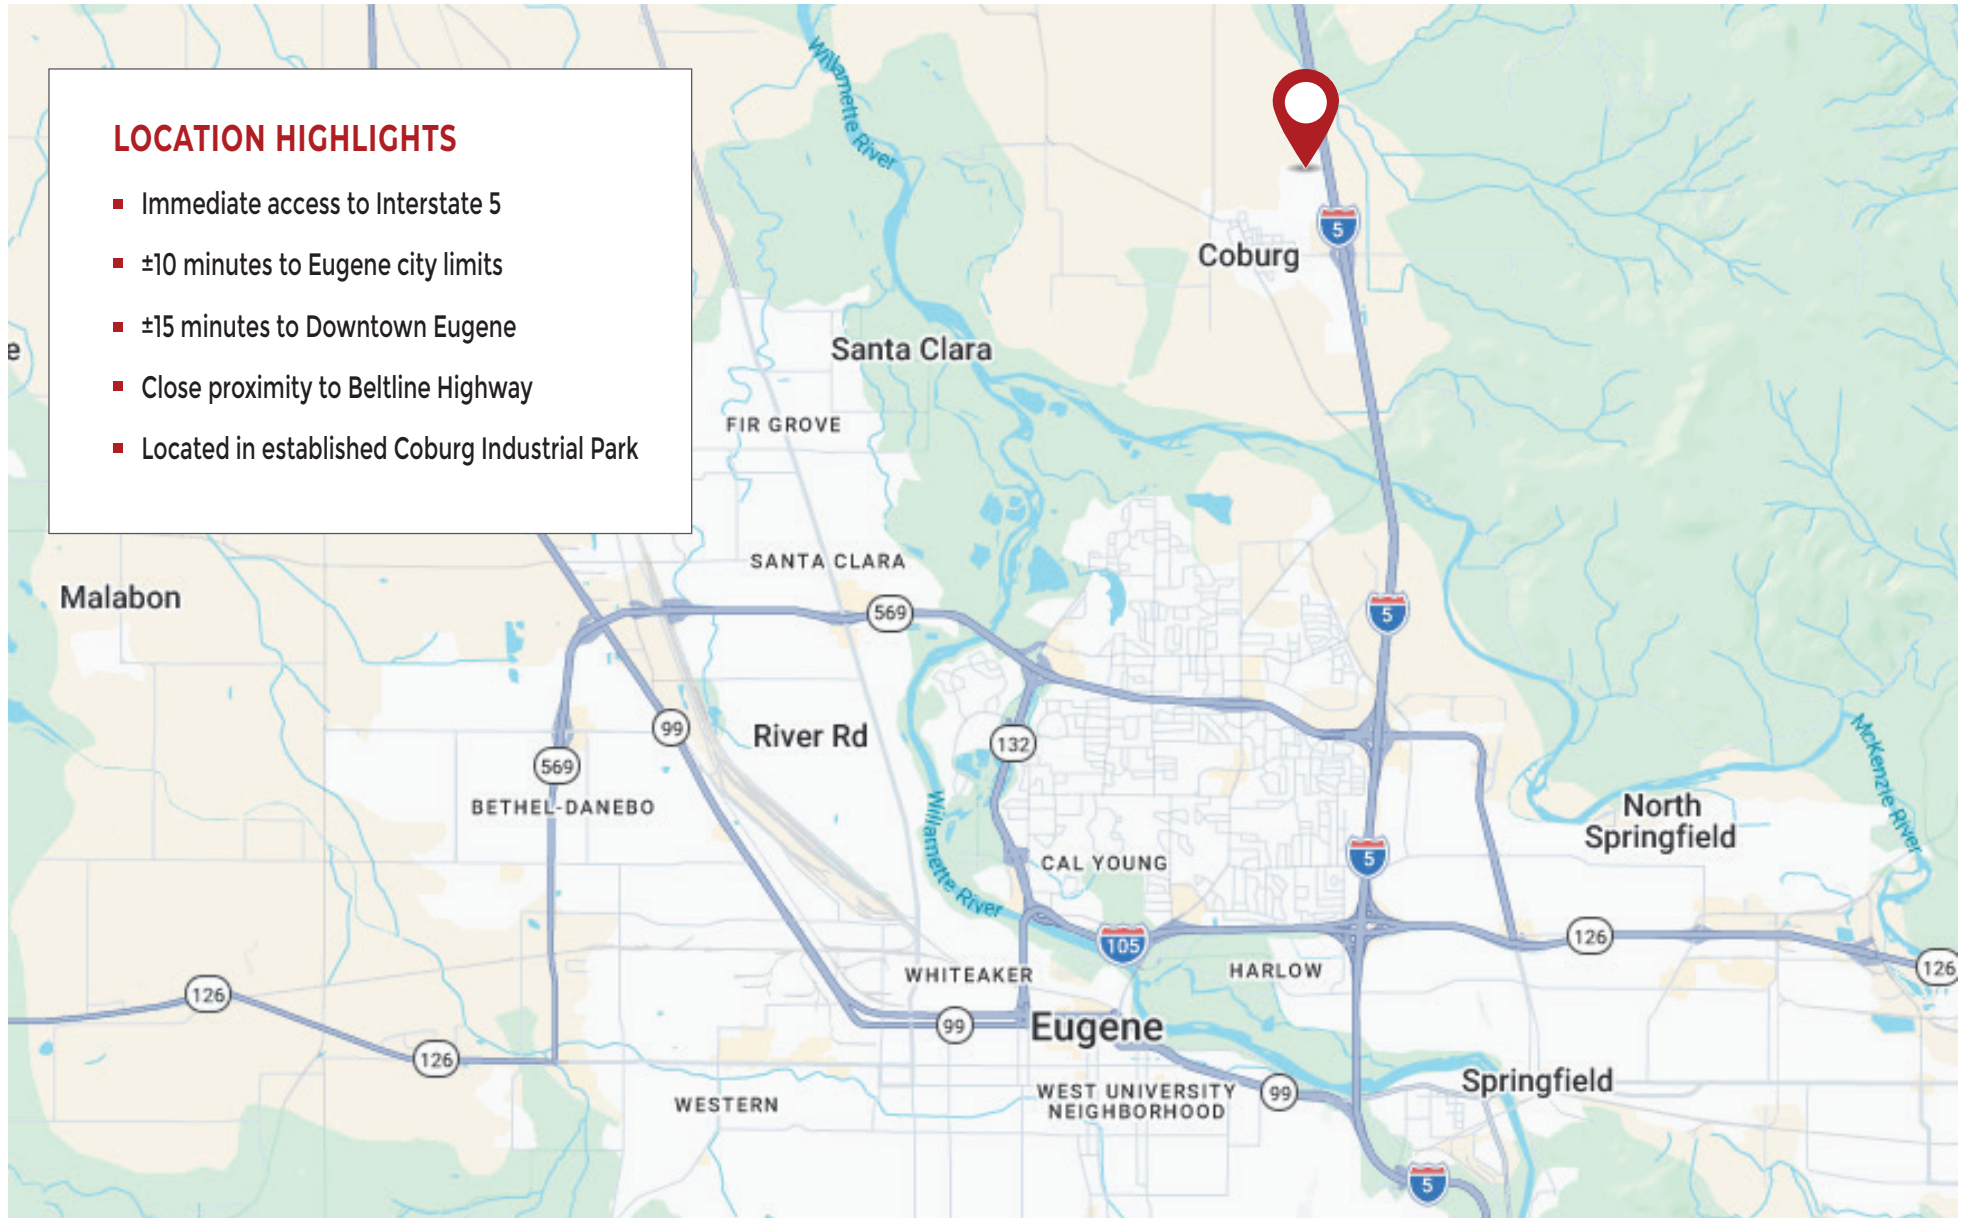 LOCATION HIGHLIGHTS
Immediate access to Interstate 5
±10 minutes to Eugene city limits
±15 minutes to Downtown Eugene
Close proximity to Beltline Highway
Located in established Coburg Industrial Park
Willamette River
5
Coburg
e
Santa Clara
FIR GROVE
SANTA CLARA
Malabon
569
5
99
River Rd
132
569
BETHEL-DANEBO
McKenzie River
North
Springfield
Willamette River
CAL YOUNG
5
105
126
WHITEAKER
HARLOW
126
126
99
Eugene
126
WESTERN
WEST UNIVERSITY
NEIGHBORHOOD
99
Springfield
5